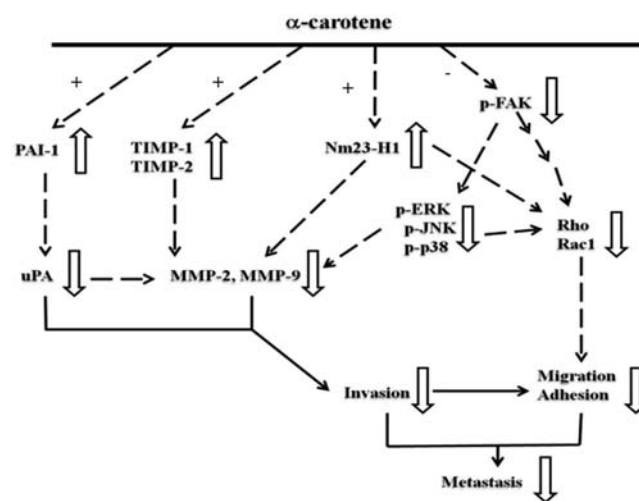 α-carotene
+
+
+
-
p-FAK
PAI-1
TIMP-1
TIMP-2
Nm23-H1
p-ERK
p-JNK
p-p38
Rho
Rac1
uPA
MMP-2, MMP-9
Invasion
Migration
Adhesion
Metastasis